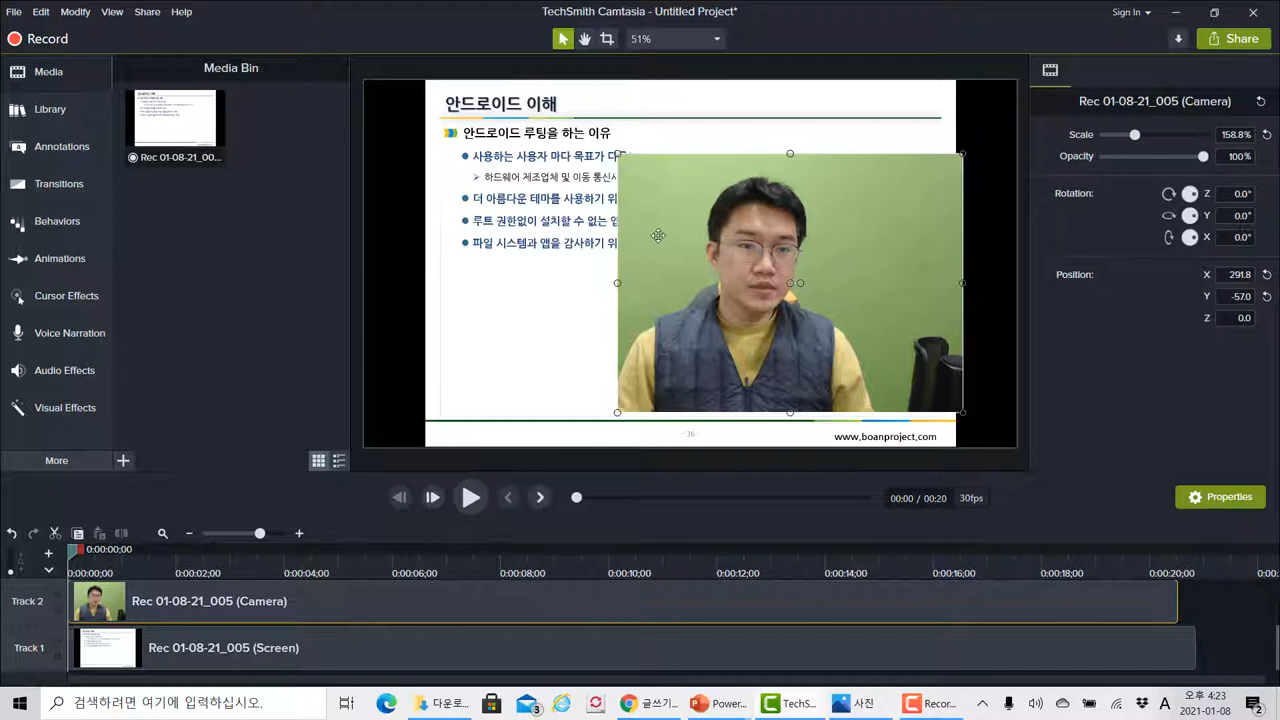 File Edit Modify View Share Help
TechSmith Camtasia - Untitled Project*
Sign In
Record
51%
Share
Media
Annotations
Transitions
Behaviors
Animations
Cursor Effects
Voice Narration
Audio Effects
Visual Effects
More
Media Bin
Rec 01-08-21_00...
안드로이드 이해
안드로이드 루팅을 하는 이유
사용하는 사용자 마다 목표가
하드웨어 제조업체 및 이동 통신
더 아름다운 테마를 사용하기
루트 권한없이 설치할 수 없는
파일 시스템과 앱을 감사하기
- 36 -
www.boanproject.com
Scale 158.8%
Opacity 100%
Rotation: Z 0.0°
Y 0.0°
X 0.0°
Position: X 291.8
Y -57.0
Z 0.0
00:00 / 00:20 30fps
Properties
0:00:00;00
0:00:00;00 0:00:02;00 0:00:04;00 0:00:06;00 0:00:08;00 0:00:10;00 0:00:12;00 0:00:14;00 0:00:16;00 0:00:18;00 0:00:20;00
Track 2 Rec 01-08-21_005 (Camera)
Track 1 Rec 01-08-21_005 (Screen)
검색하려면 여기에 입력하십시오.
3
다운로...
글쓰기...
Power...
TechS...
사진
Recor...
A
오후 4:23
2021-01-08
2